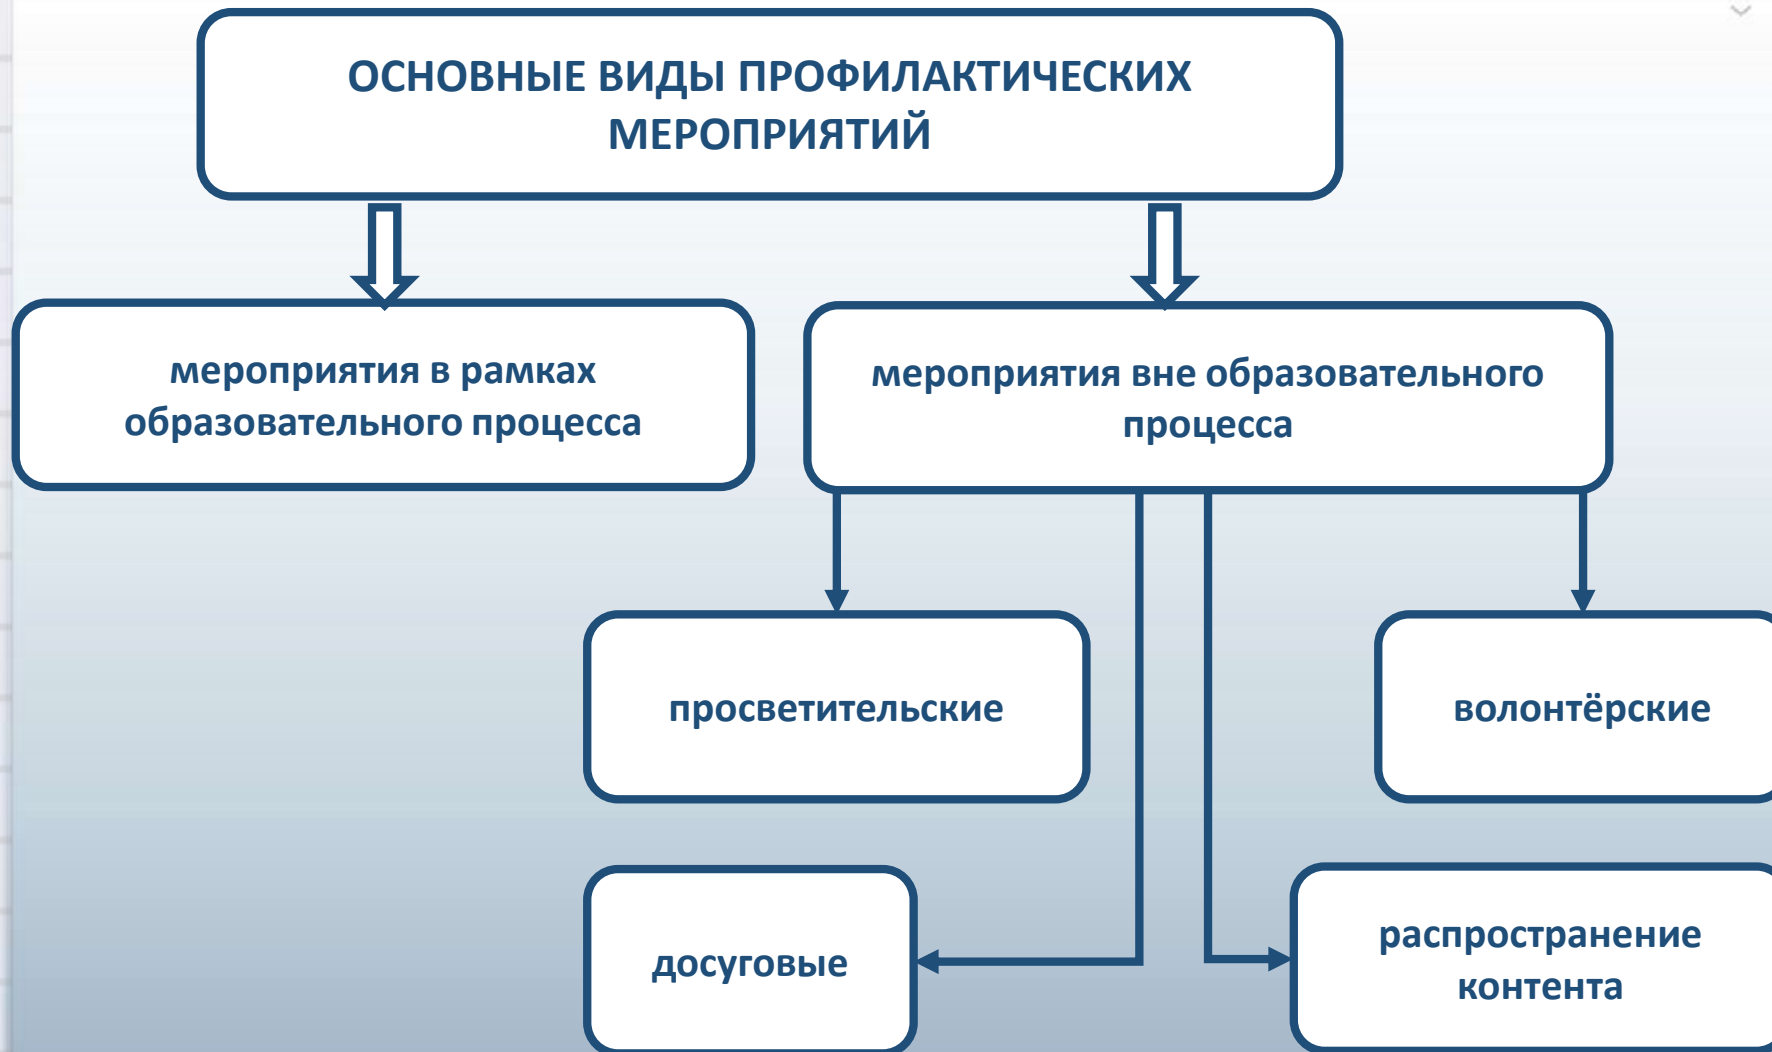 ОСНОВНЫЕ ВИДЫ ПРОФИЛАКТИЧЕСКИХ
МЕРОПРИЯТИЙ
мероприятия в рамках
образовательного процесса
мероприятия вне образовательного
процесса
просветительские
волонтёрские
досуговые
распространение
контента